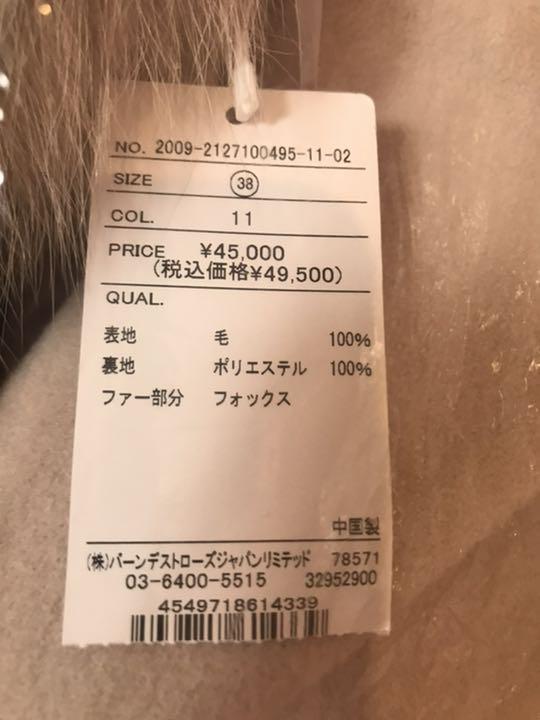 NO. 2009-2127100495-11-02
SIZE 38
COL. 11
PRICE ¥45,000
(税込価格¥49,500)
QUAL.
表地 毛 100%
裏地 ポリエステル 100%
ファー部分 フォックス
中国製
(株)バーンデストローズジャパンリミテッド 78571
03-6400-5515 32952900
4549718614339